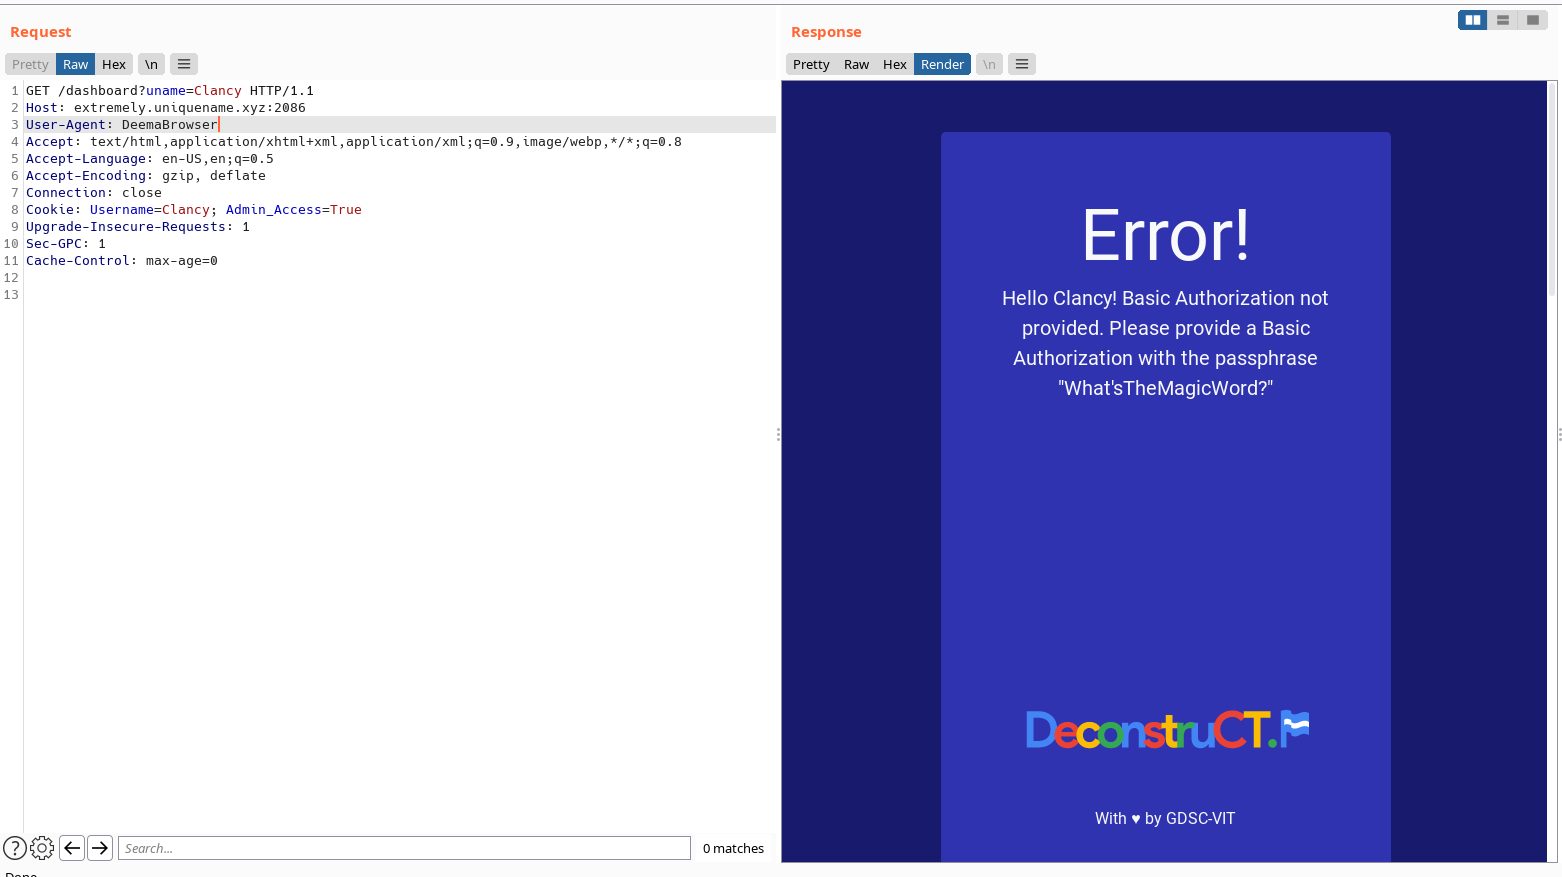 Request
Response
Pretty Raw Hex \n
Pretty Raw Hex Render \n
1 GET /dashboard?uname=Clancy HTTP/1.1
2 Host: extremely.uniquename.xyz:2086
3 User-Agent: DeemaBrowser
4 Accept: text/html,application/xhtml+xml,application/xml;q=0.9,image/webp,*/*;q=0.8
5 Accept-Language: en-US,en;q=0.5
6 Accept-Encoding: gzip, deflate
7 Connection: close
8 Cookie: Username=Clancy; Admin_Access=True
9 Upgrade-Insecure-Requests: 1
10 Sec-GPC: 1
11 Cache-Control: max-age=0
12
13
Error!
Hello Clancy! Basic Authorization not
provided. Please provide a Basic
Authorization with the passphrase
"What'sTheMagicWord?"
DeconstruCT.
With ♥ by GDSC-VIT
? Search... 0 matches
Done